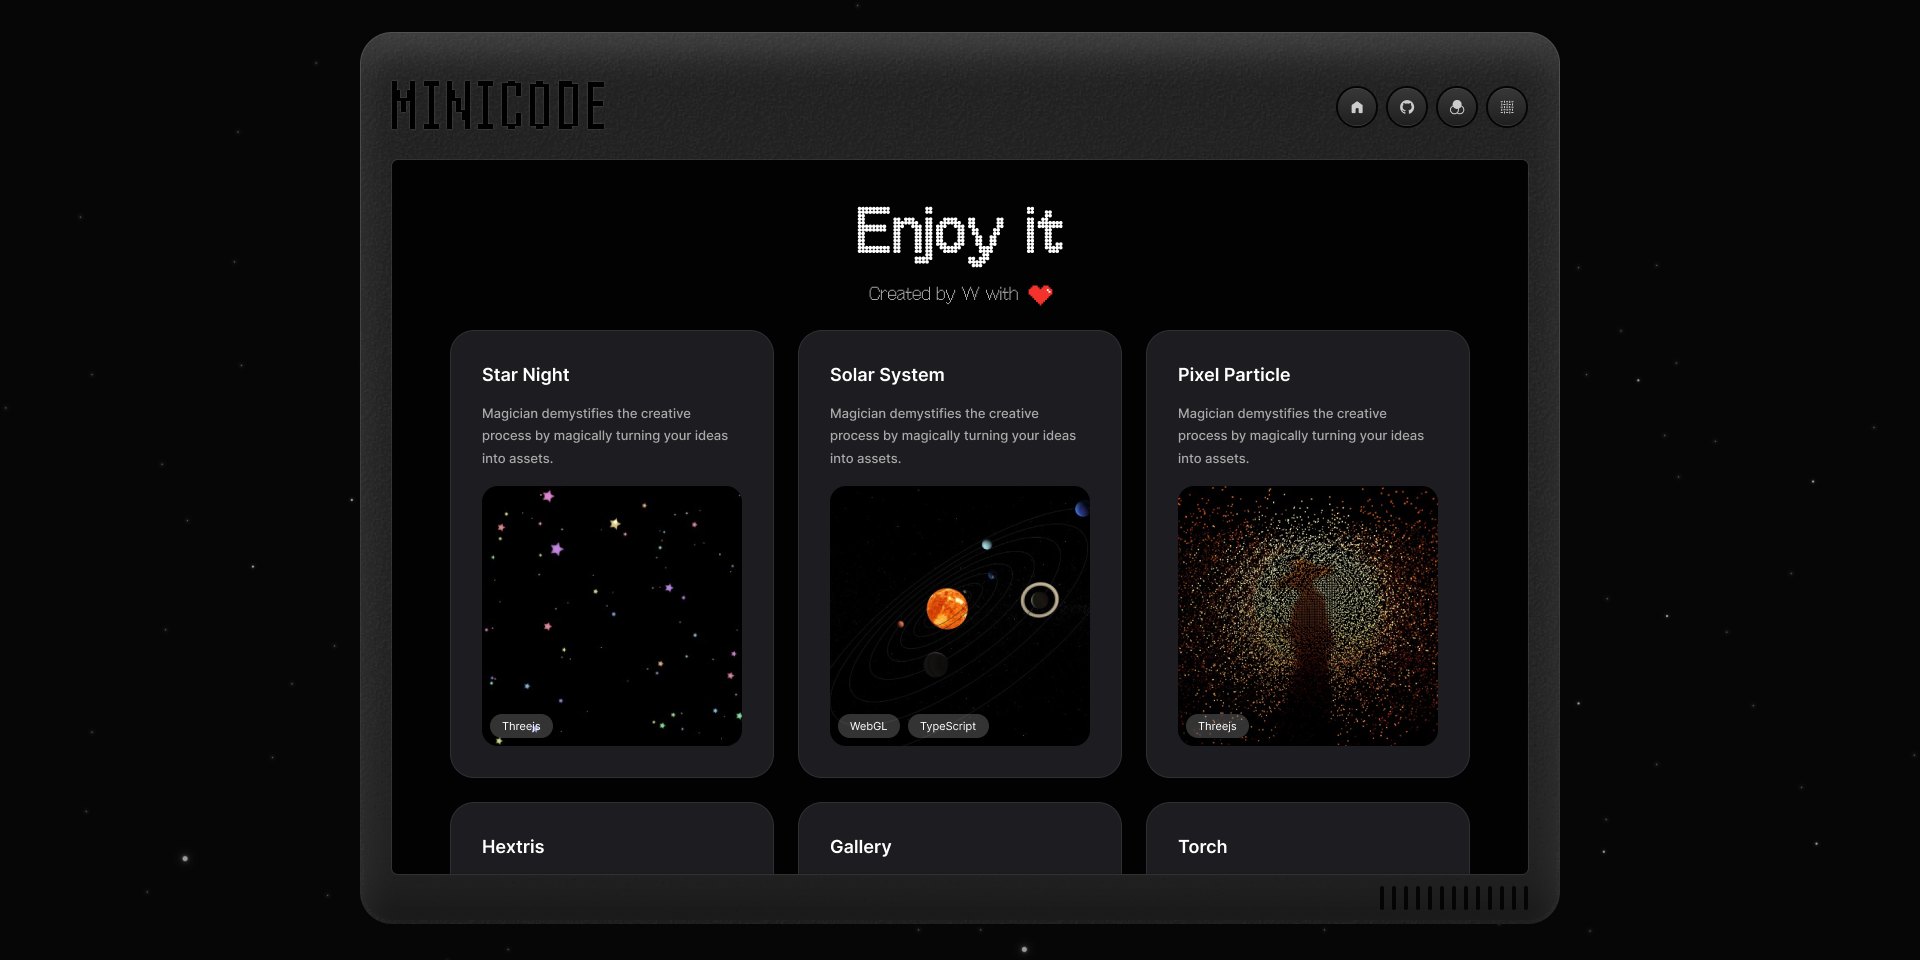 MINICODE
Enjoy it
Created by W with
Star Night
Magician demystifies the creative
process by magically turning your ideas
into assets.
Threejs
Solar System
Magician demystifies the creative
process by magically turning your ideas
into assets.
WebGL
TypeScript
Pixel Particle
Magician demystifies the creative
process by magically turning your ideas
into assets.
Threejs
Hextris
Gallery
Torch